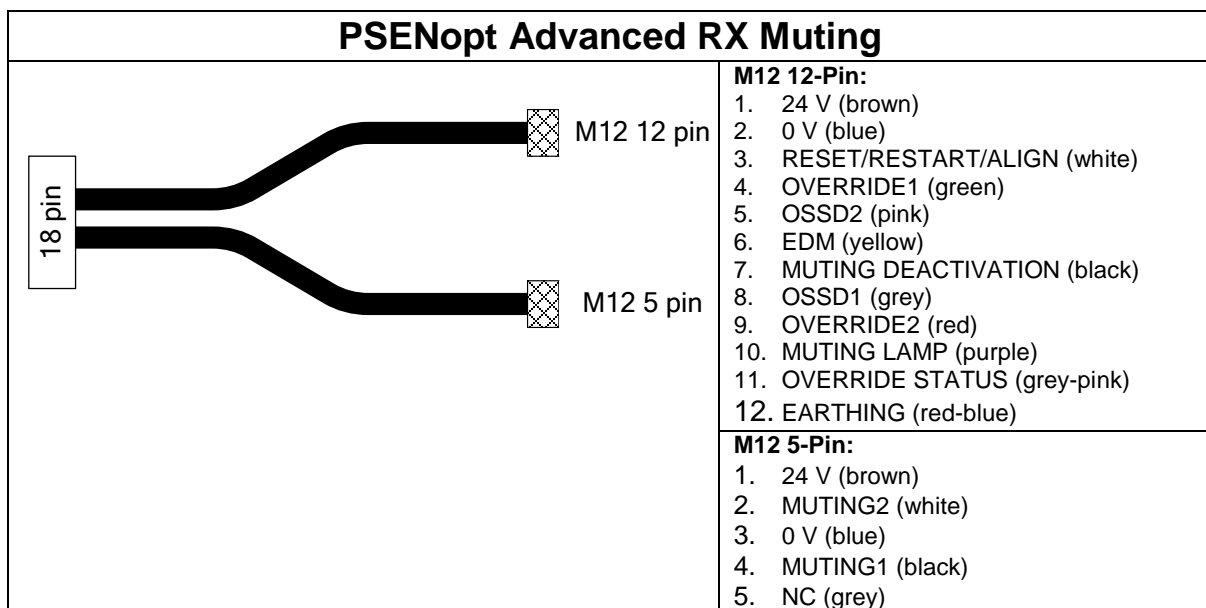 PSENopt Advanced RX Muting
18 pin
M12 12 pin
M12 5 pin
M12 12-Pin:
1. 24 V (brown)
2. 0 V (blue)
3. RESET/RESTART/ALIGN (white)
4. OVERRIDE1 (green)
5. OSSD2 (pink)
6. EDM (yellow)
7. MUTING DEACTIVATION (black)
8. OSSD1 (grey)
9. OVERRIDE2 (red)
10. MUTING LAMP (purple)
11. OVERRIDE STATUS (grey-pink)
12. EARTHING (red-blue)
M12 5-Pin:
1. 24 V (brown)
2. MUTING2 (white)
3. 0 V (blue)
4. MUTING1 (black)
5. NC (grey)